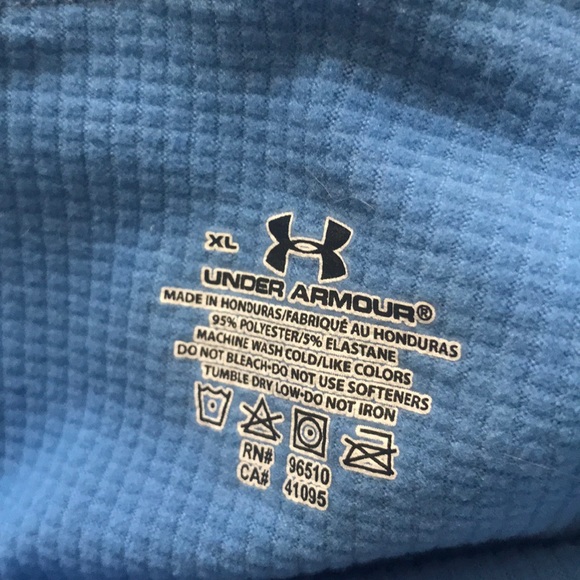 XL
UNDER ARMOUR®
MADE IN HONDURAS/FABRIQUÉ AU HONDURAS
95% POLYESTER/5% ELASTANE
MACHINE WASH COLD/LIKE COLORS
DO NOT BLEACH•DO NOT USE SOFTENERS
TUMBLE DRY LOW•DO NOT IRON
RN# 96510
CA# 41095